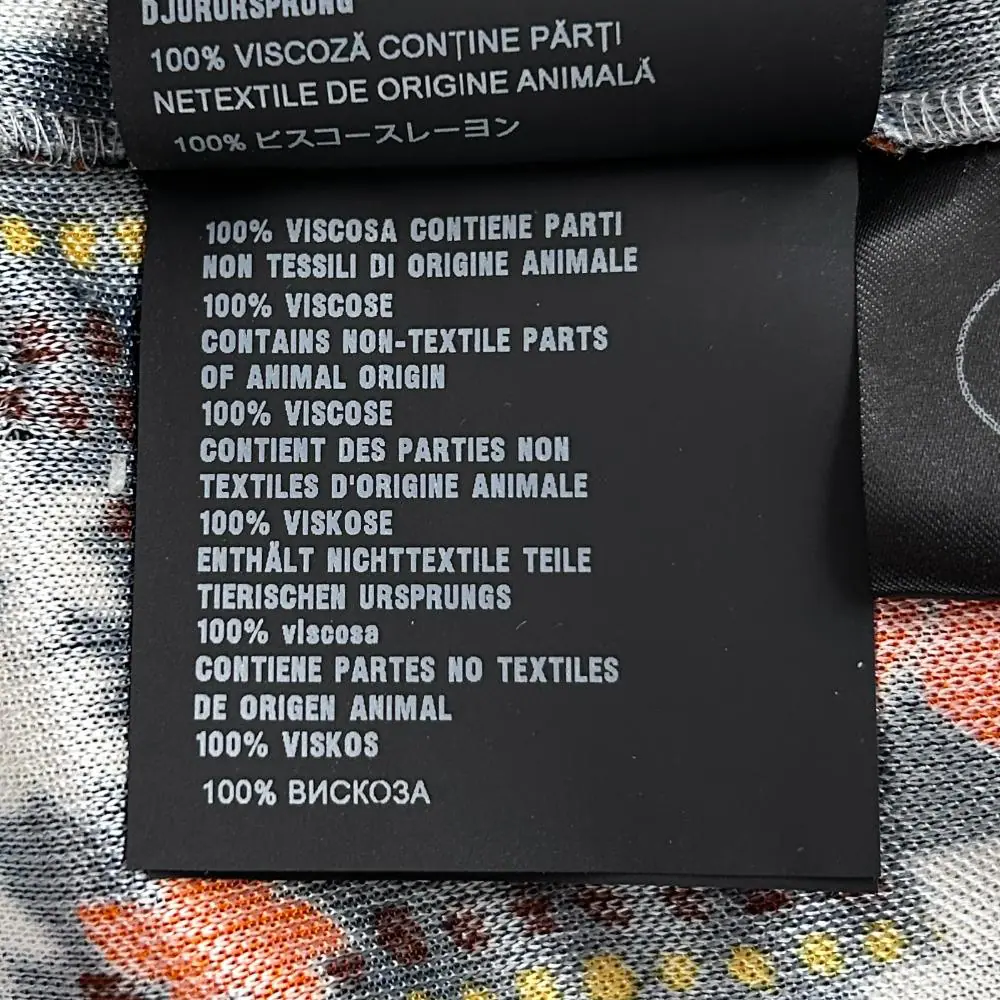 DJURURSPRUNG
100% VISCOZĂ CONȚINE PĂRȚI
NETEXTILE DE ORIGINE ANIMALĂ
100% ビスコースレーヨン
100% VISCOSA CONTIENE PARTI
NON TESSILI DI ORIGINE ANIMALE
100% VISCOSE
CONTAINS NON-TEXTILE PARTS
OF ANIMAL ORIGIN
100% VISCOSE
CONTIENT DES PARTIES NON
TEXTILES D'ORIGINE ANIMALE
100% VISKOSE
ENTHÄLT NICHTTEXTILE TEILE
TIERISCHEN URSPRUNGS
100% viscosa
CONTIENE PARTES NO TEXTILES
DE ORIGEN ANIMAL
100% VISKOS
100% ВИСКОЗА